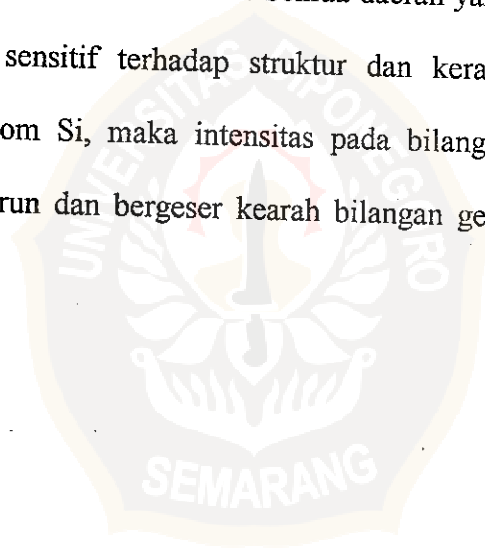 daerah
sensitif terhadap struktur dan kera
om Si, maka intensitas pada bilang
run dan bergeser kearah bilangan ge
UNIVERSITAS DIPONEGORO
SEMARANG